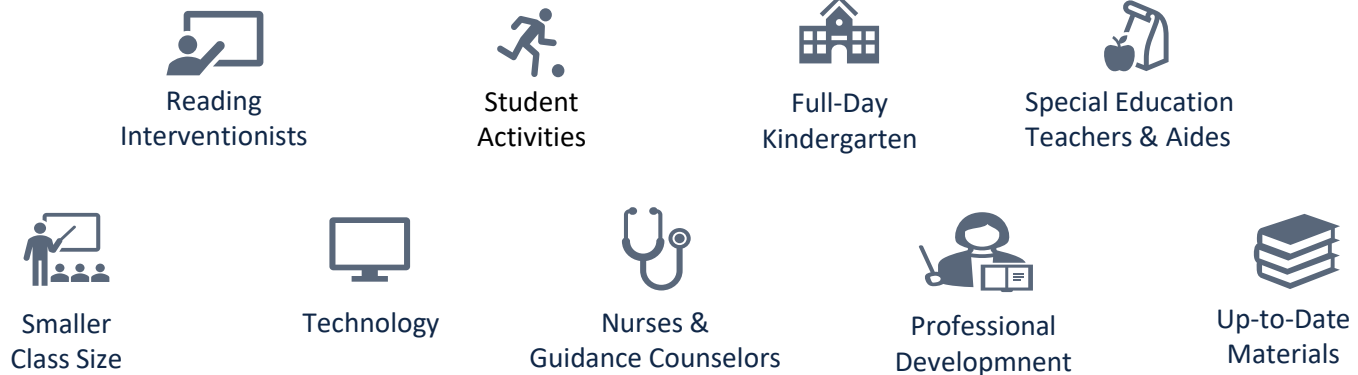 Reading
Interventionists
Student
Activities
Full-Day
Kindergarten
Special Education
Teachers & Aides
Smaller
Class Size
Technology
Nurses &
Guidance Counselors
Professional
Developmnent
Up-to-Date
Materials